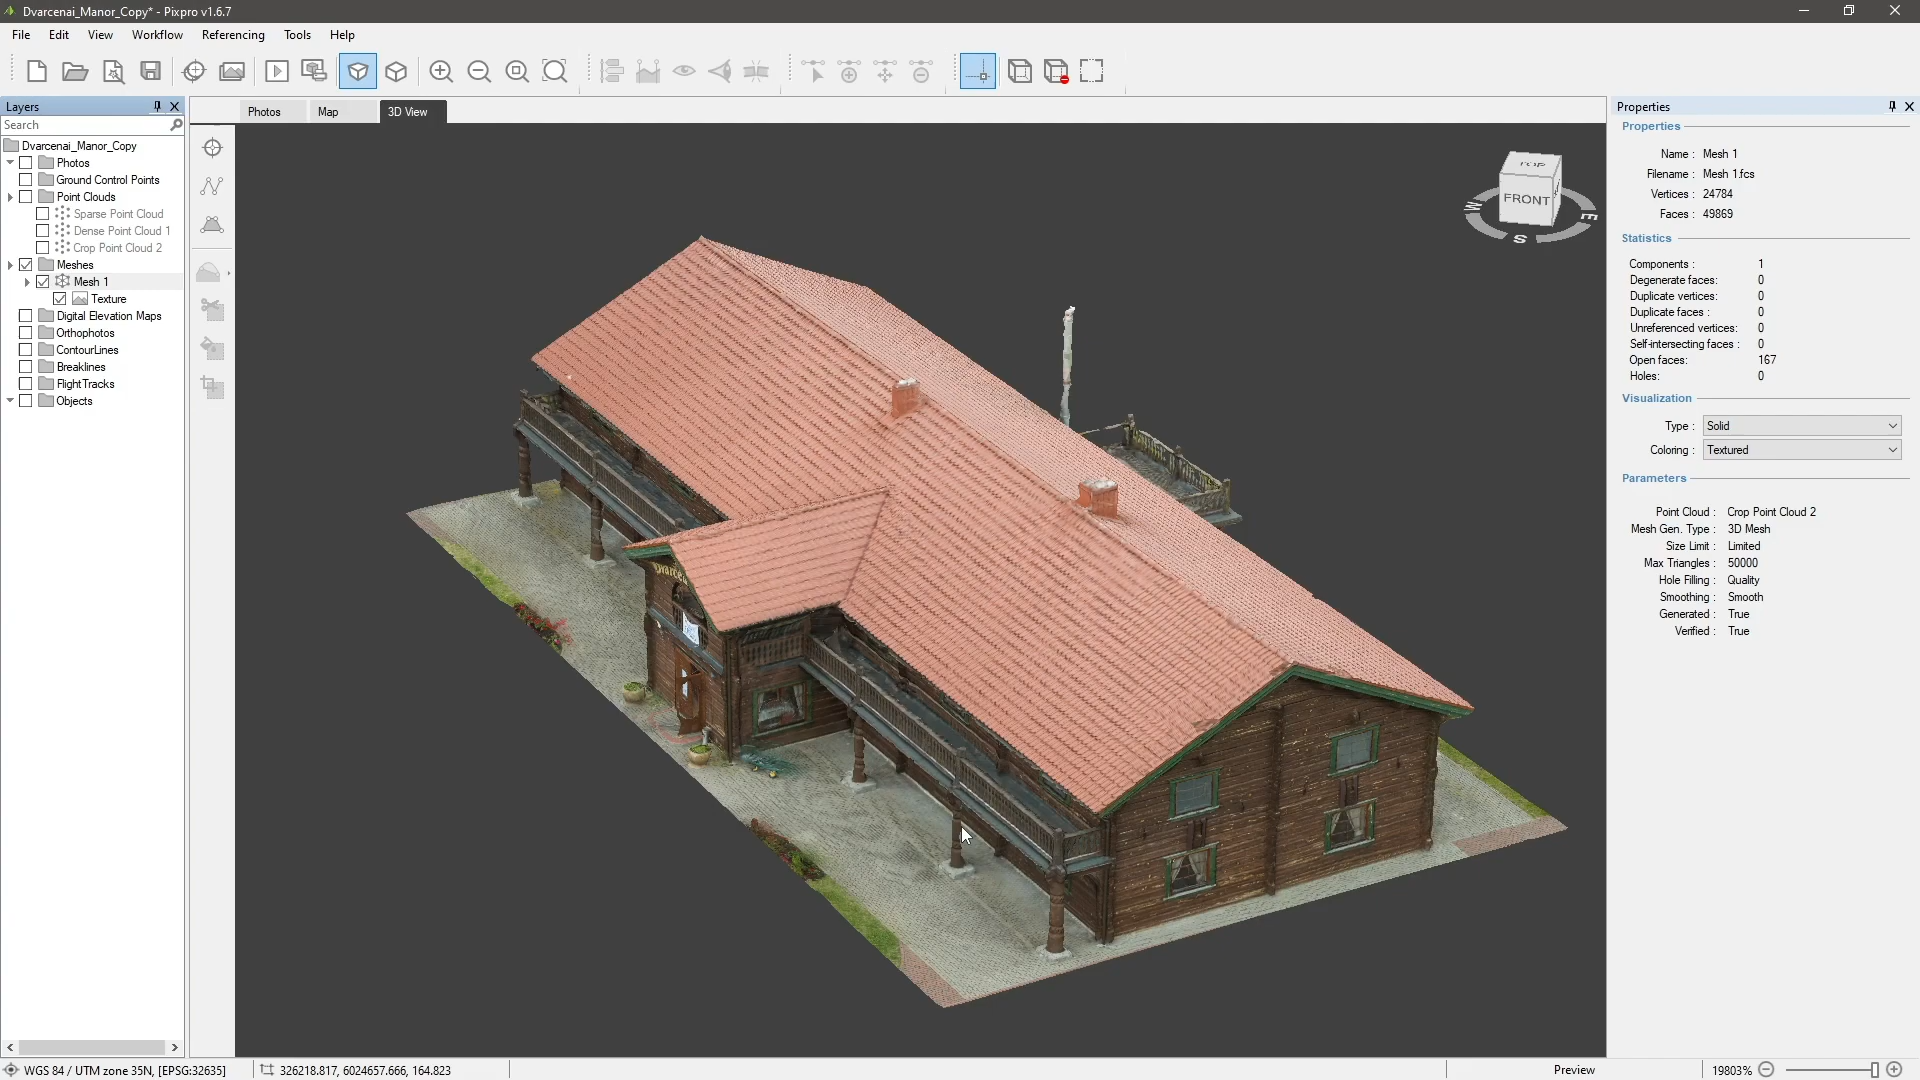 Dvarcenai_Manor_Copy* - Pixpro v1.6.7
File Edit View Workflow Referencing Tools Help
Layers
Search
Dvarcenai_Manor_Copy
Photos
Ground Control Points
Point Clouds
Sparse Point Cloud
Dense Point Cloud 1
Crop Point Cloud 2
Meshes
Mesh 1
Texture
Digital Elevation Maps
Orthophotos
ContourLines
Breaklines
FlightTracks
Objects
Photos Map 3D View
TOP
FRONT
W
S
E
Properties
Properties
Name : Mesh 1
Filename : Mesh 1.fcs
Vertices : 24784
Faces : 49869
Statistics
Components : 1
Degenerate faces: 0
Duplicate vertices: 0
Duplicate faces : 0
Unreferenced vertices: 0
Self-intersecting faces : 0
Open faces: 167
Holes: 0
Visualization
Type : Solid
Coloring : Textured
Parameters
Point Cloud : Crop Point Cloud 2
Mesh Gen. Type : 3D Mesh
Size Limit : Limited
Max Triangles : 50000
Hole Filling : Quality
Smoothing : Smooth
Generated : True
Verified : True
WGS 84 / UTM zone 35N, [EPSG:32635] 326218.817, 6024657.666, 164.823 Preview 19803%